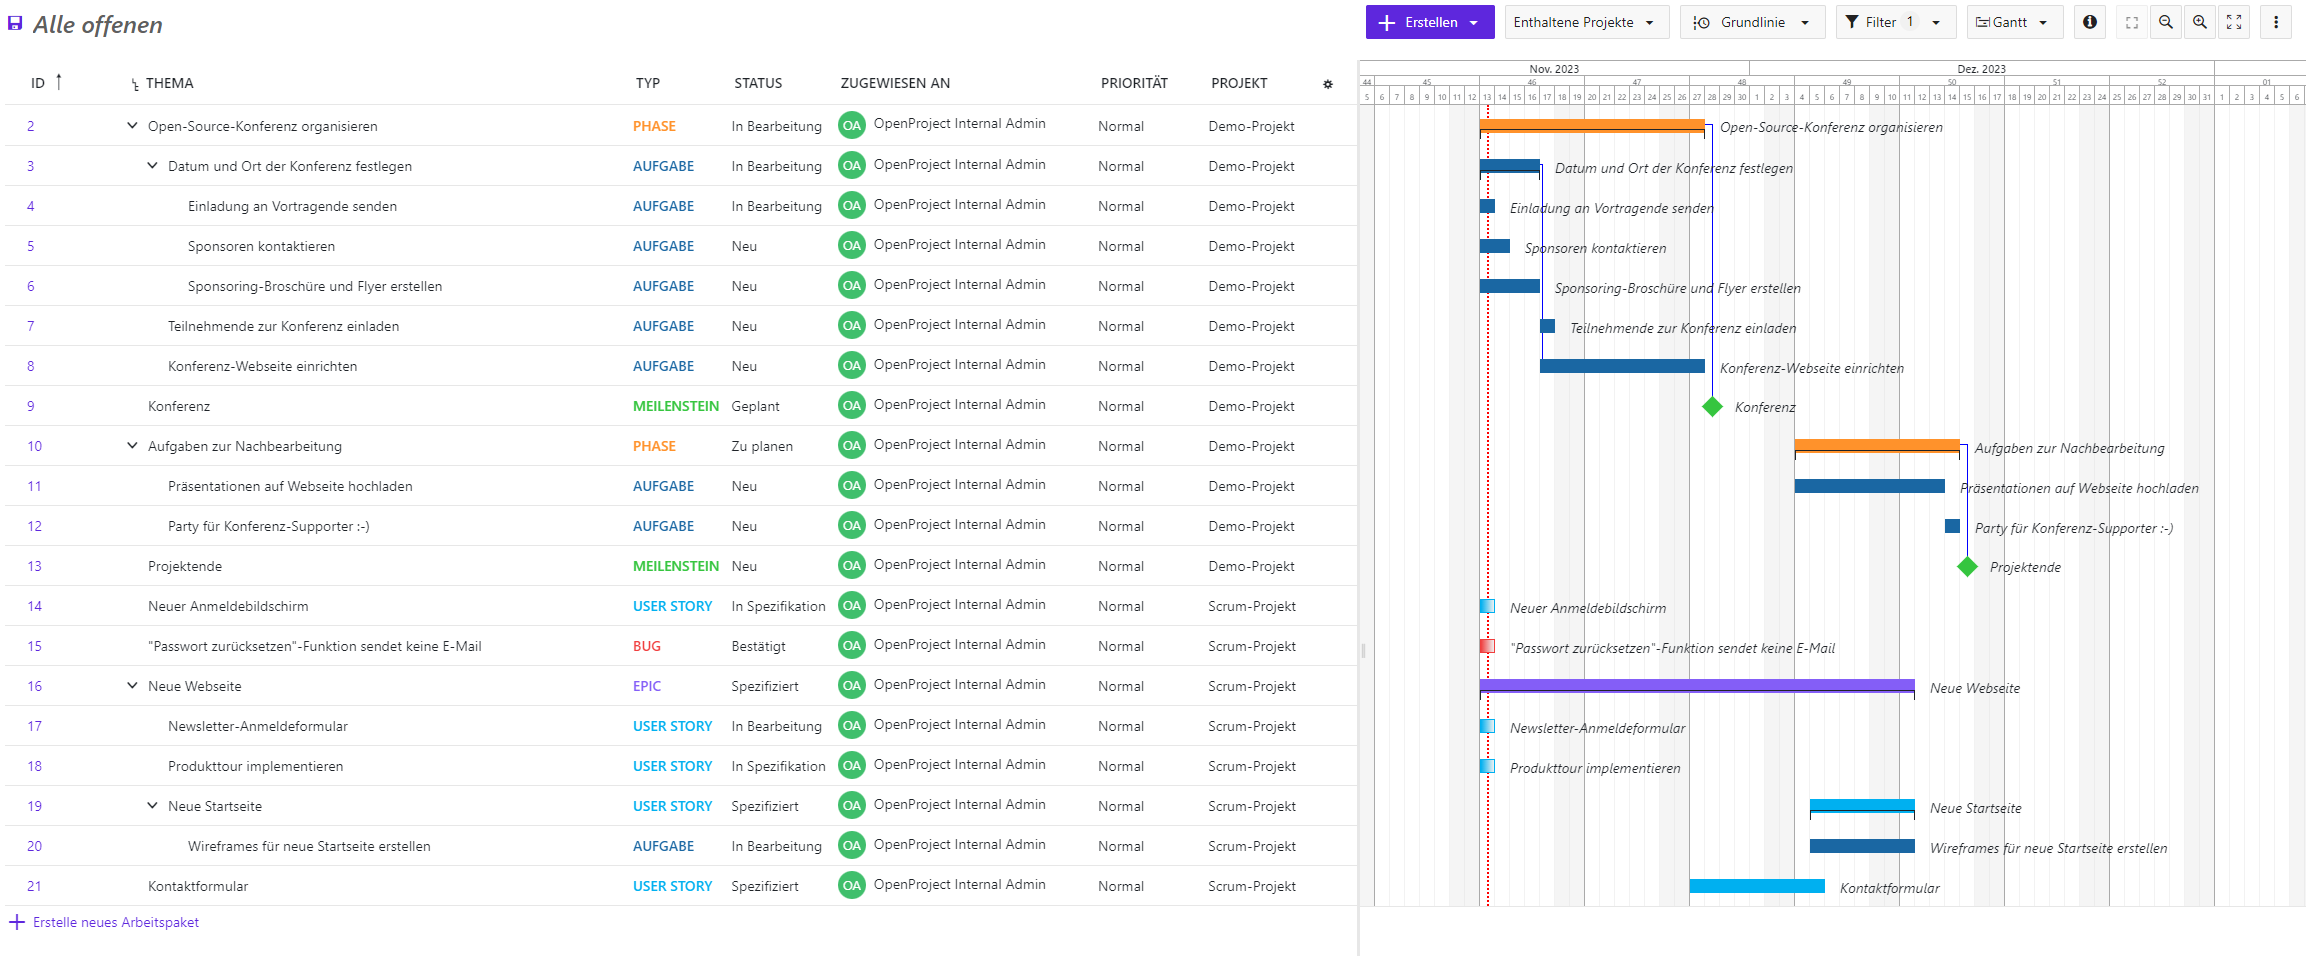 Alle offenen
Erstellen
Enthaltene Projekte
Grundlinie
Filter 1
Gantt
ID THEMA TYP STATUS ZUGEWIESEN AN PRIORITÄT PROJEKT
2 Open-Source-Konferenz organisieren PHASE In Bearbeitung OA OpenProject Internal Admin Normal Demo-Projekt
3 Datum und Ort der Konferenz festlegen AUFGABE In Bearbeitung OA OpenProject Internal Admin Normal Demo-Projekt
4 Einladung an Vortragende senden AUFGABE In Bearbeitung OA OpenProject Internal Admin Normal Demo-Projekt
5 Sponsoren kontaktieren AUFGABE Neu OA OpenProject Internal Admin Normal Demo-Projekt
6 Sponsoring-Broschüre und Flyer erstellen AUFGABE Neu OA OpenProject Internal Admin Normal Demo-Projekt
7 Teilnehmende zur Konferenz einladen AUFGABE Neu OA OpenProject Internal Admin Normal Demo-Projekt
8 Konferenz-Webseite einrichten AUFGABE Neu OA OpenProject Internal Admin Normal Demo-Projekt
9 Konferenz MEILENSTEIN Geplant OA OpenProject Internal Admin Normal Demo-Projekt
10 Aufgaben zur Nachbearbeitung PHASE Zu planen OA OpenProject Internal Admin Normal Demo-Projekt
11 Präsentationen auf Webseite hochladen AUFGABE Neu OA OpenProject Internal Admin Normal Demo-Projekt
12 Party für Konferenz-Supporter :-) AUFGABE Neu OA OpenProject Internal Admin Normal Demo-Projekt
13 Projektende MEILENSTEIN Neu OA OpenProject Internal Admin Normal Demo-Projekt
14 Neuer Anmeldebildschirm USER STORY In Spezifikation OA OpenProject Internal Admin Normal Scrum-Projekt
15 "Passwort zurücksetzen"-Funktion sendet keine E-Mail BUG Bestätigt OA OpenProject Internal Admin Normal Scrum-Projekt
16 Neue Webseite EPIC Spezifiziert OA OpenProject Internal Admin Normal Scrum-Projekt
17 Newsletter-Anmeldeformular USER STORY In Bearbeitung OA OpenProject Internal Admin Normal Scrum-Projekt
18 Produkttour implementieren USER STORY In Spezifikation OA OpenProject Internal Admin Normal Scrum-Projekt
19 Neue Startseite USER STORY Spezifiziert OA OpenProject Internal Admin Normal Scrum-Projekt
20 Wireframes für neue Startseite erstellen AUFGABE In Bearbeitung OA OpenProject Internal Admin Normal Scrum-Projekt
21 Kontaktformular USER STORY Spezifiziert OA OpenProject Internal Admin Normal Scrum-Projekt
Erstelle neues Arbeitspaket
Nov. 2023 Dez. 2023
44 45 46 47 48 49 50 51 52 01
5 6 7 8 9 10 11 12 13 14 15 16 17 18 19 20 21 22 23 24 25 26 27 28 29 30 1 2 3 4 5 6 7 8 9 10 11 12 13 14 15 16 17 18 19 20 21 22 23 24 25 26 27 28 29 30 31 1 2 3 4 5 6
Open-Source-Konferenz organisieren
Datum und Ort der Konferenz festlegen
Einladung an Vortragende senden
Sponsoren kontaktieren
Sponsoring-Broschüre und Flyer erstellen
Teilnehmende zur Konferenz einladen
Konferenz-Webseite einrichten
Konferenz
Aufgaben zur Nachbearbeitung
Präsentationen auf Webseite hochladen
Party für Konferenz-Supporter :-)
Projektende
Neuer Anmeldebildschirm
"Passwort zurücksetzen"-Funktion sendet keine E-Mail
Neue Webseite
Newsletter-Anmeldeformular
Produkttour implementieren
Neue Startseite
Wireframes für neue Startseite erstellen
Kontaktformular